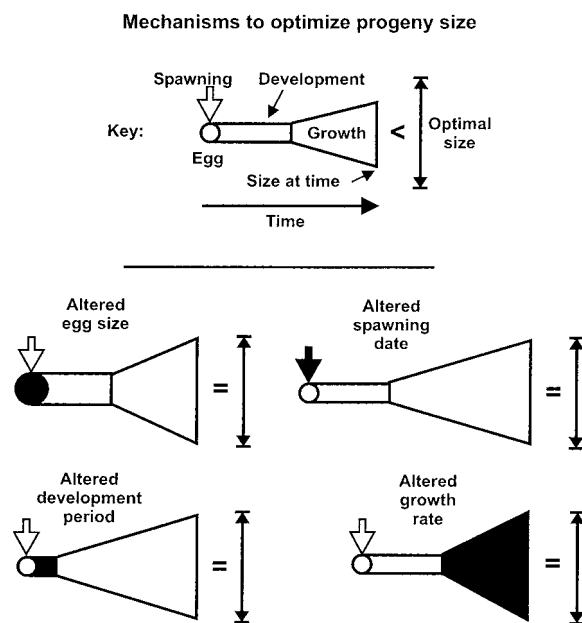 Mechanisms to optimize progeny size
Spawning
Development
Key:
Growth
<
Optimal
size
Egg
Size at time
Time
Altered
egg size
=
Altered
spawning
date
=
Altered
development
period
=
Altered
growth
rate
=